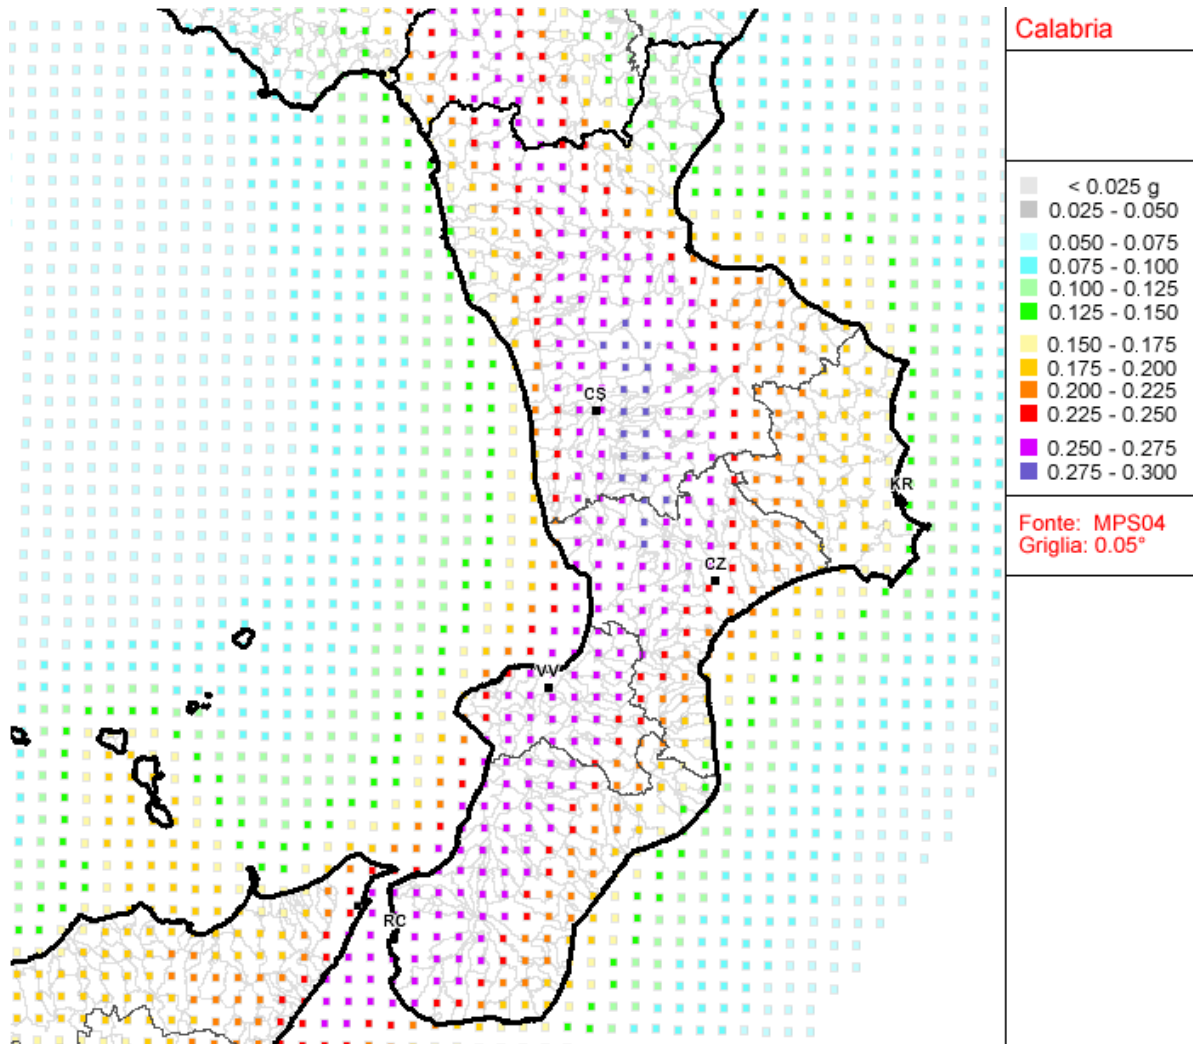 Calabria
< 0.025 g
0.025 - 0.050
0.050 - 0.075
0.075 - 0.100
0.100 - 0.125
0.125 - 0.150
0.150 - 0.175
0.175 - 0.200
0.200 - 0.225
0.225 - 0.250
0.250 - 0.275
0.275 - 0.300
CS
KR
Fonte: MPS04
Griglia: 0.05°
CZ
VV
RC